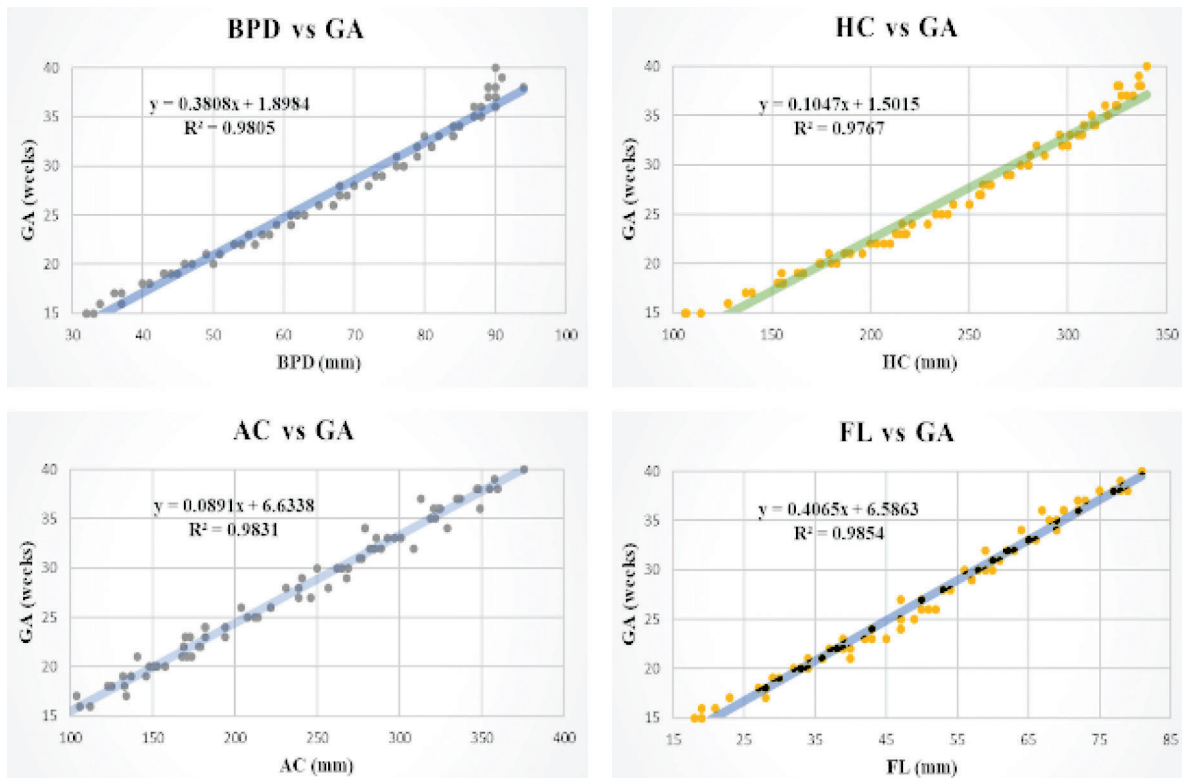 BPD vs GA
40
y = 0.3808x + 1.8984
R² = 0.9805
35
30
25
20
15
GA (weeks)
30 40 50 60 70 80 90 100
BPD (mm)
HC vs GA
40
y = 0.1047x + 1.5015
R² = 0.9767
35
30
25
20
15
GA (weeks)
100 150 200 250 300 350
HC (mm)
AC vs GA
40
y = 0.0891x + 6.6338
R² = 0.9831
35
30
25
20
15
GA (weeks)
100 150 200 250 300 350 400
AC (mm)
FL vs GA
40
y = 0.4065x + 6.5863
R² = 0.9854
35
30
25
20
15
GA (weeks)
15 25 35 45 55 65 75 85
FL (mm)